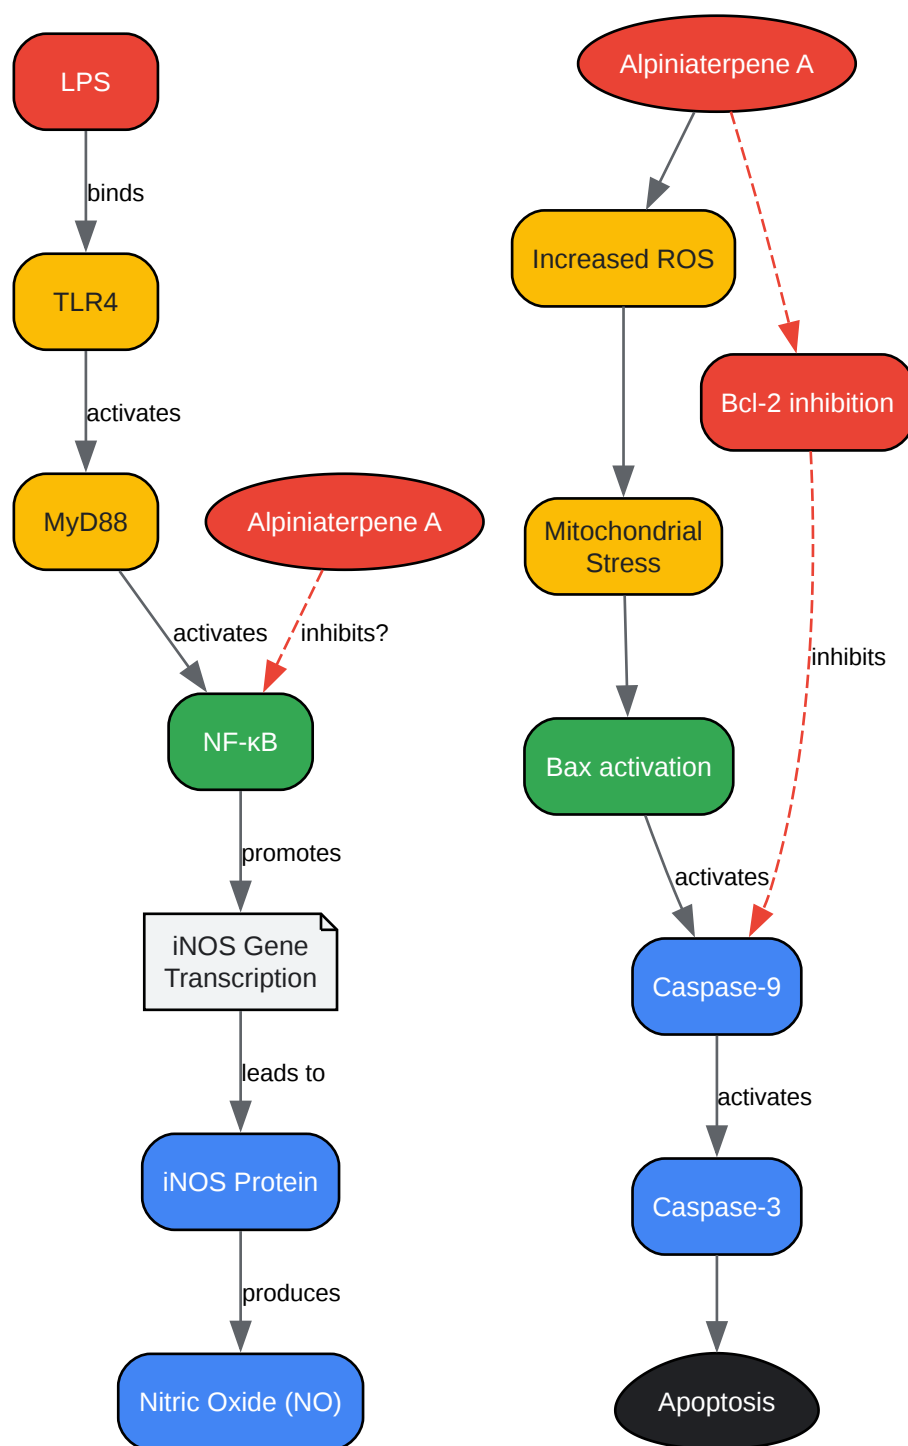 LPS
binds
TLR4
activates
MyD88
Alpiniaterpene A
activates
inhibits?
NF-κB
promotes
iNOS Gene
Transcription
leads to
iNOS Protein
produces
Nitric Oxide (NO)
Alpiniaterpene A
Increased ROS
Bcl-2 inhibition
Mitochondrial
Stress
inhibits
Bax activation
activates
Caspase-9
activates
Caspase-3
Apoptosis